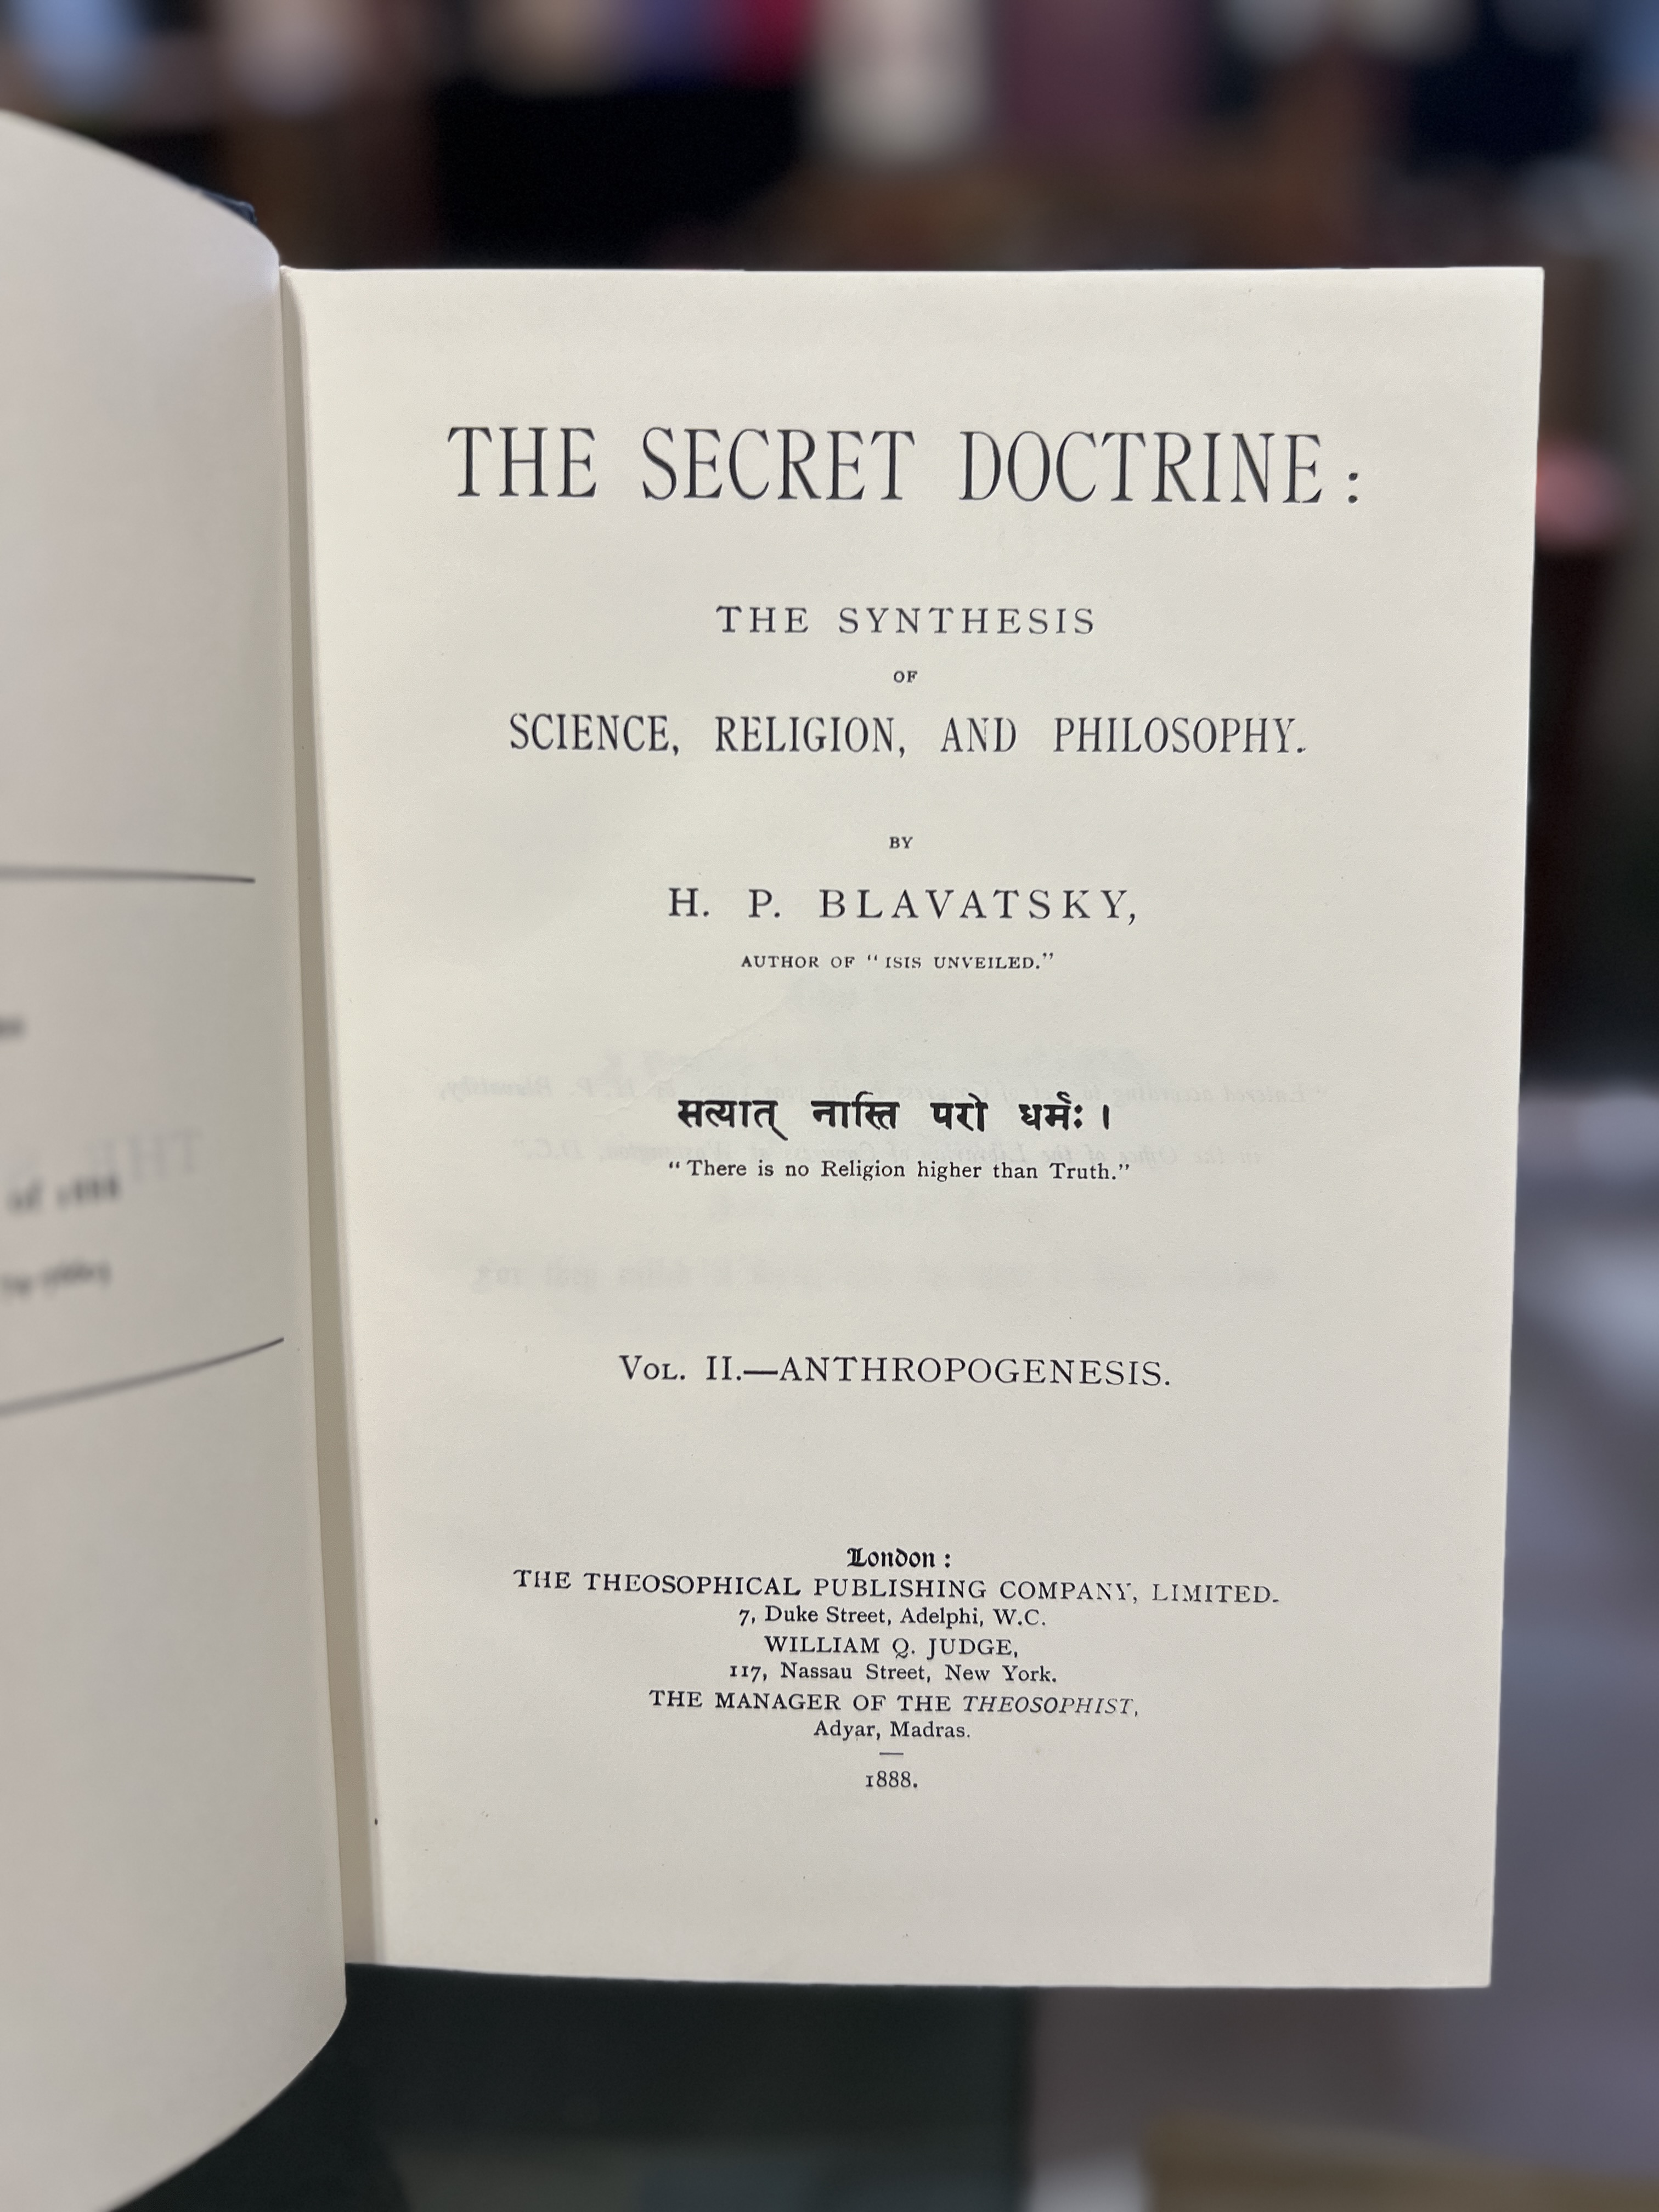 THE SECRET DOCTRINE:
THE SYNTHESIS
OF
SCIENCE, RELIGION, AND PHILOSOPHY.
BY
H. P. BLAVATSKY,
AUTHOR OF "ISIS UNVEILED."
सत्यात् नास्ति परो धर्मः ।
"There is no Religion higher than Truth."
VOL. II.—ANTHROPOGENESIS.
London:
THE THEOSOPHICAL PUBLISHING COMPANY, LIMITED.
7, Duke Street, Adelphi, W.C.
WILLIAM Q. JUDGE,
117, Nassau Street, New York.
THE MANAGER OF THE THEOSOPHIST,
Adyar, Madras.
1888.